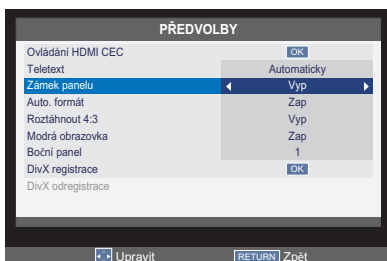 PŘEDVOLBY
Ovládání HDMI CEC OK
Teletext Automaticky
Zámek panelu Vyp
Auto. formát Zap
Roztáhnout 4:3 Vyp
Modrá obrazovka Zap
Boční panel 1
DivX registrace OK
DivX odregistrace
Upravit RETURN Zpět